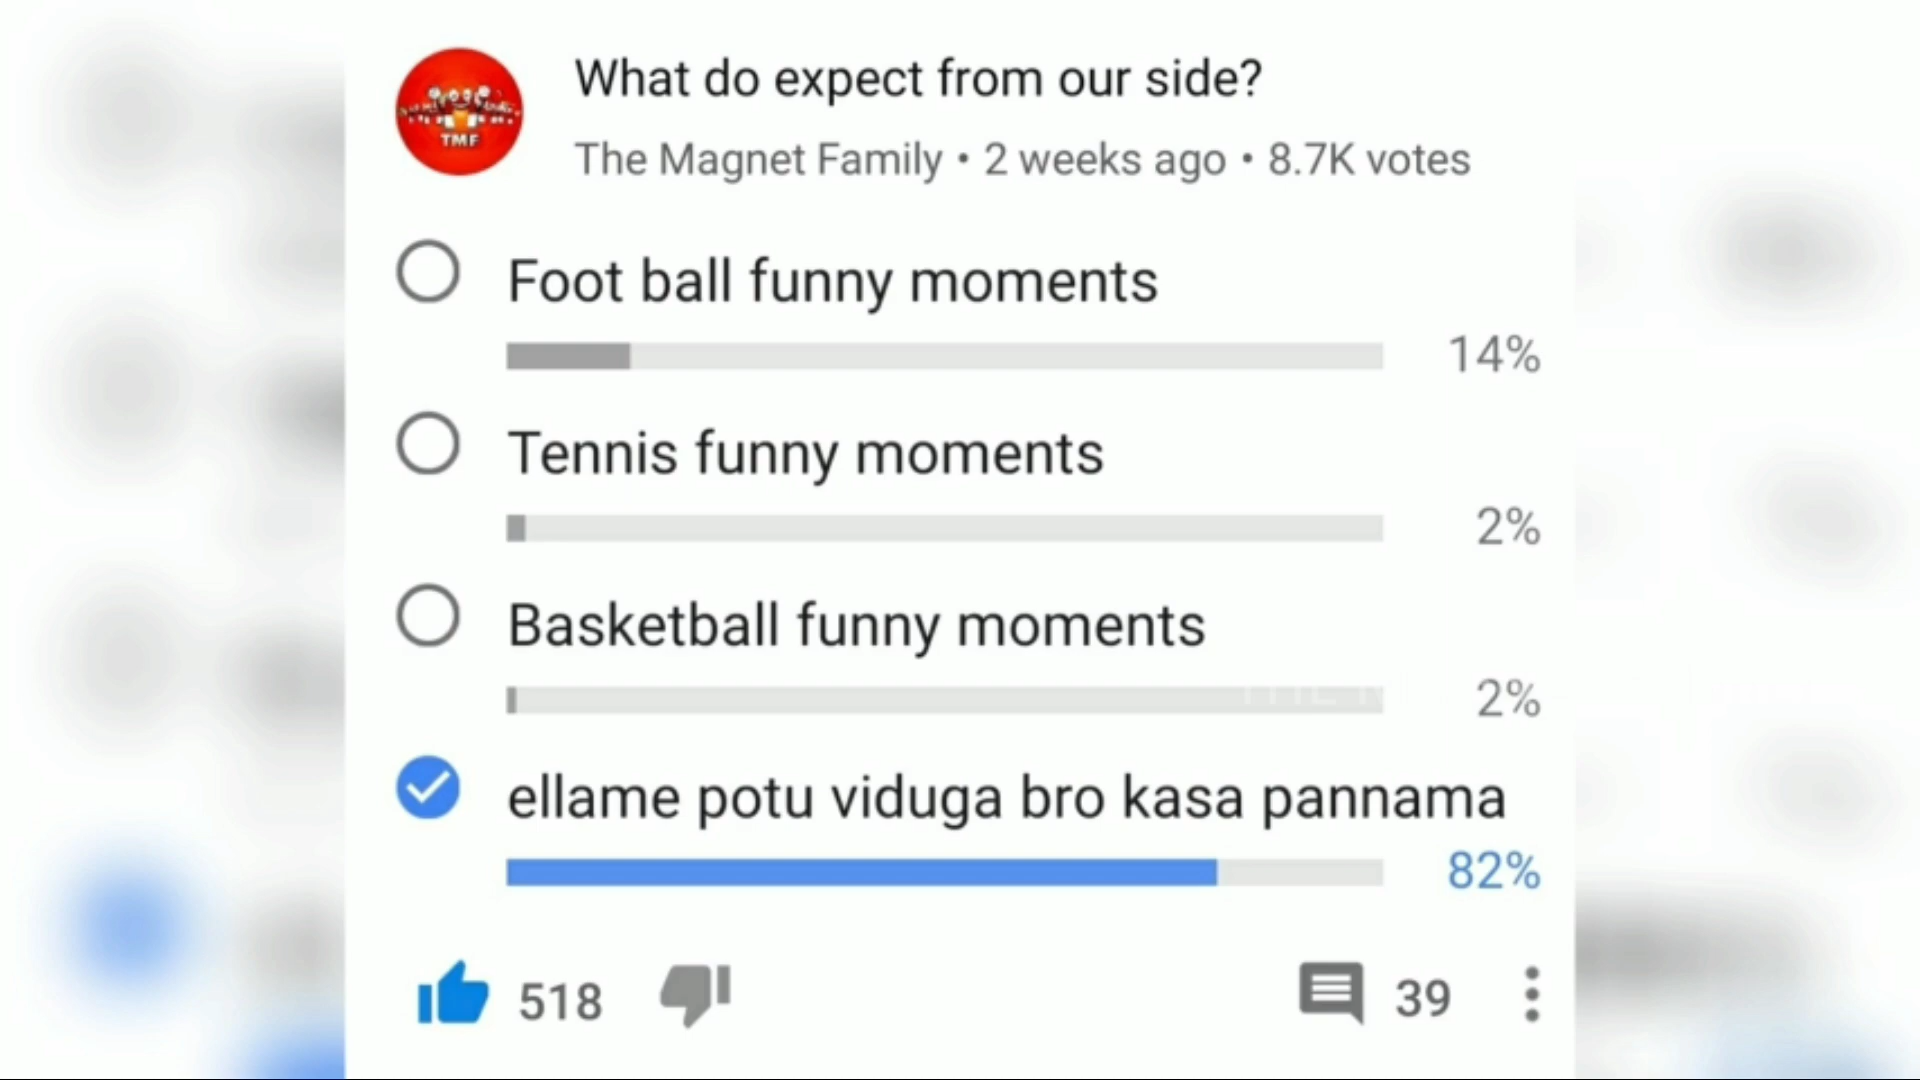 What do expect from our side?
TMF
The Magnet Family • 2 weeks ago • 8.7K votes
Foot ball funny moments
14%
Tennis funny moments
2%
Basketball funny moments
2%
ellame potu viduga bro kasa pannama
82%
518
39